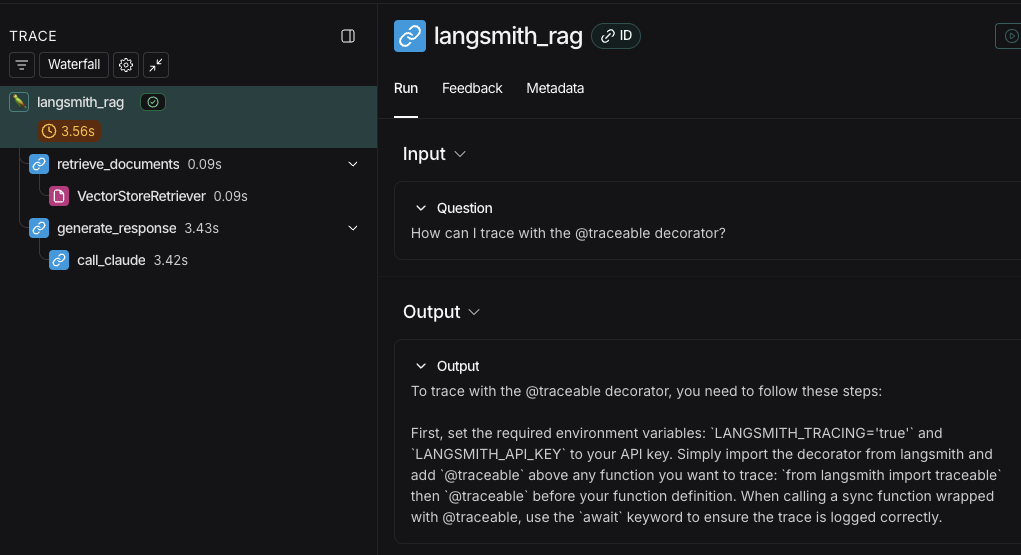 TRACE
Waterfall
langsmith_rag
3.56s
retrieve_documents 0.09s
VectorStoreRetriever 0.09s
generate_response 3.43s
call_claude 3.42s
langsmith_rag ID
Run Feedback Metadata
Input
Question
How can I trace with the @traceable decorator?
Output
Output
To trace with the @traceable decorator, you need to follow these steps:
First, set the required environment variables: `LANGSMITH_TRACING='true'` and
`LANGSMITH_API_KEY` to your API key. Simply import the decorator from langsmith and
add `@traceable` above any function you want to trace: `from langsmith import traceable`
then `@traceable` before your function definition. When calling a sync function wrapped
with @traceable, use the `await` keyword to ensure the trace is logged correctly.